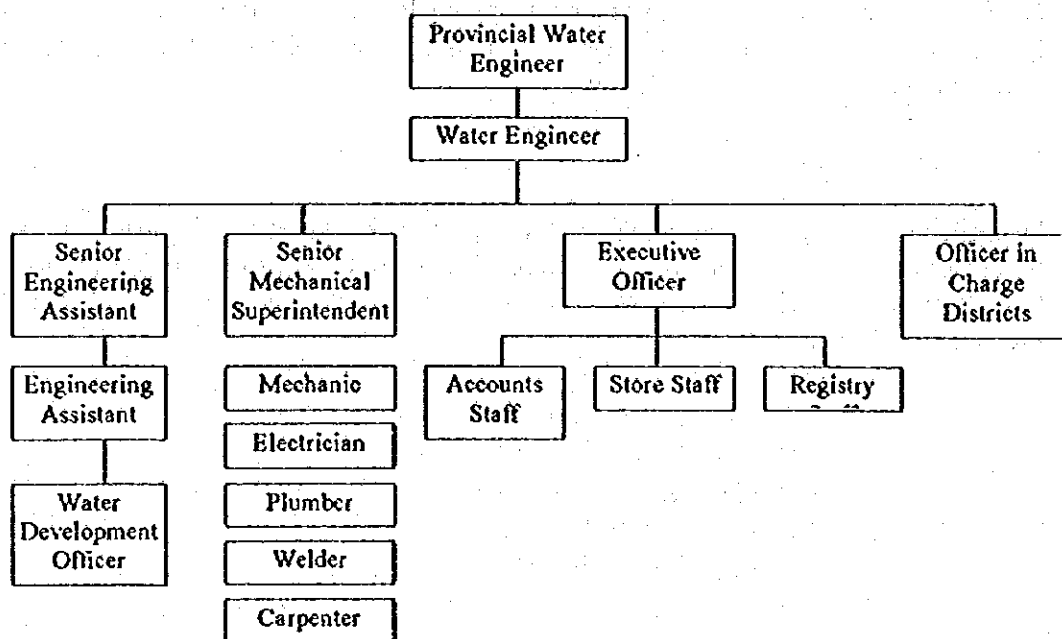 Provincial Water
Engineer
Water Engineer
Senior
Engineering
Assistant
Senior
Mechanical
Superintendent
Executive
Officer
Officer in
Charge
Districts
Engineering
Assistant
Mechanic
Electrician
Plumber
Welder
Carpenter
Accounts
Staff
Store Staff
Registry
Water
Development
Officer